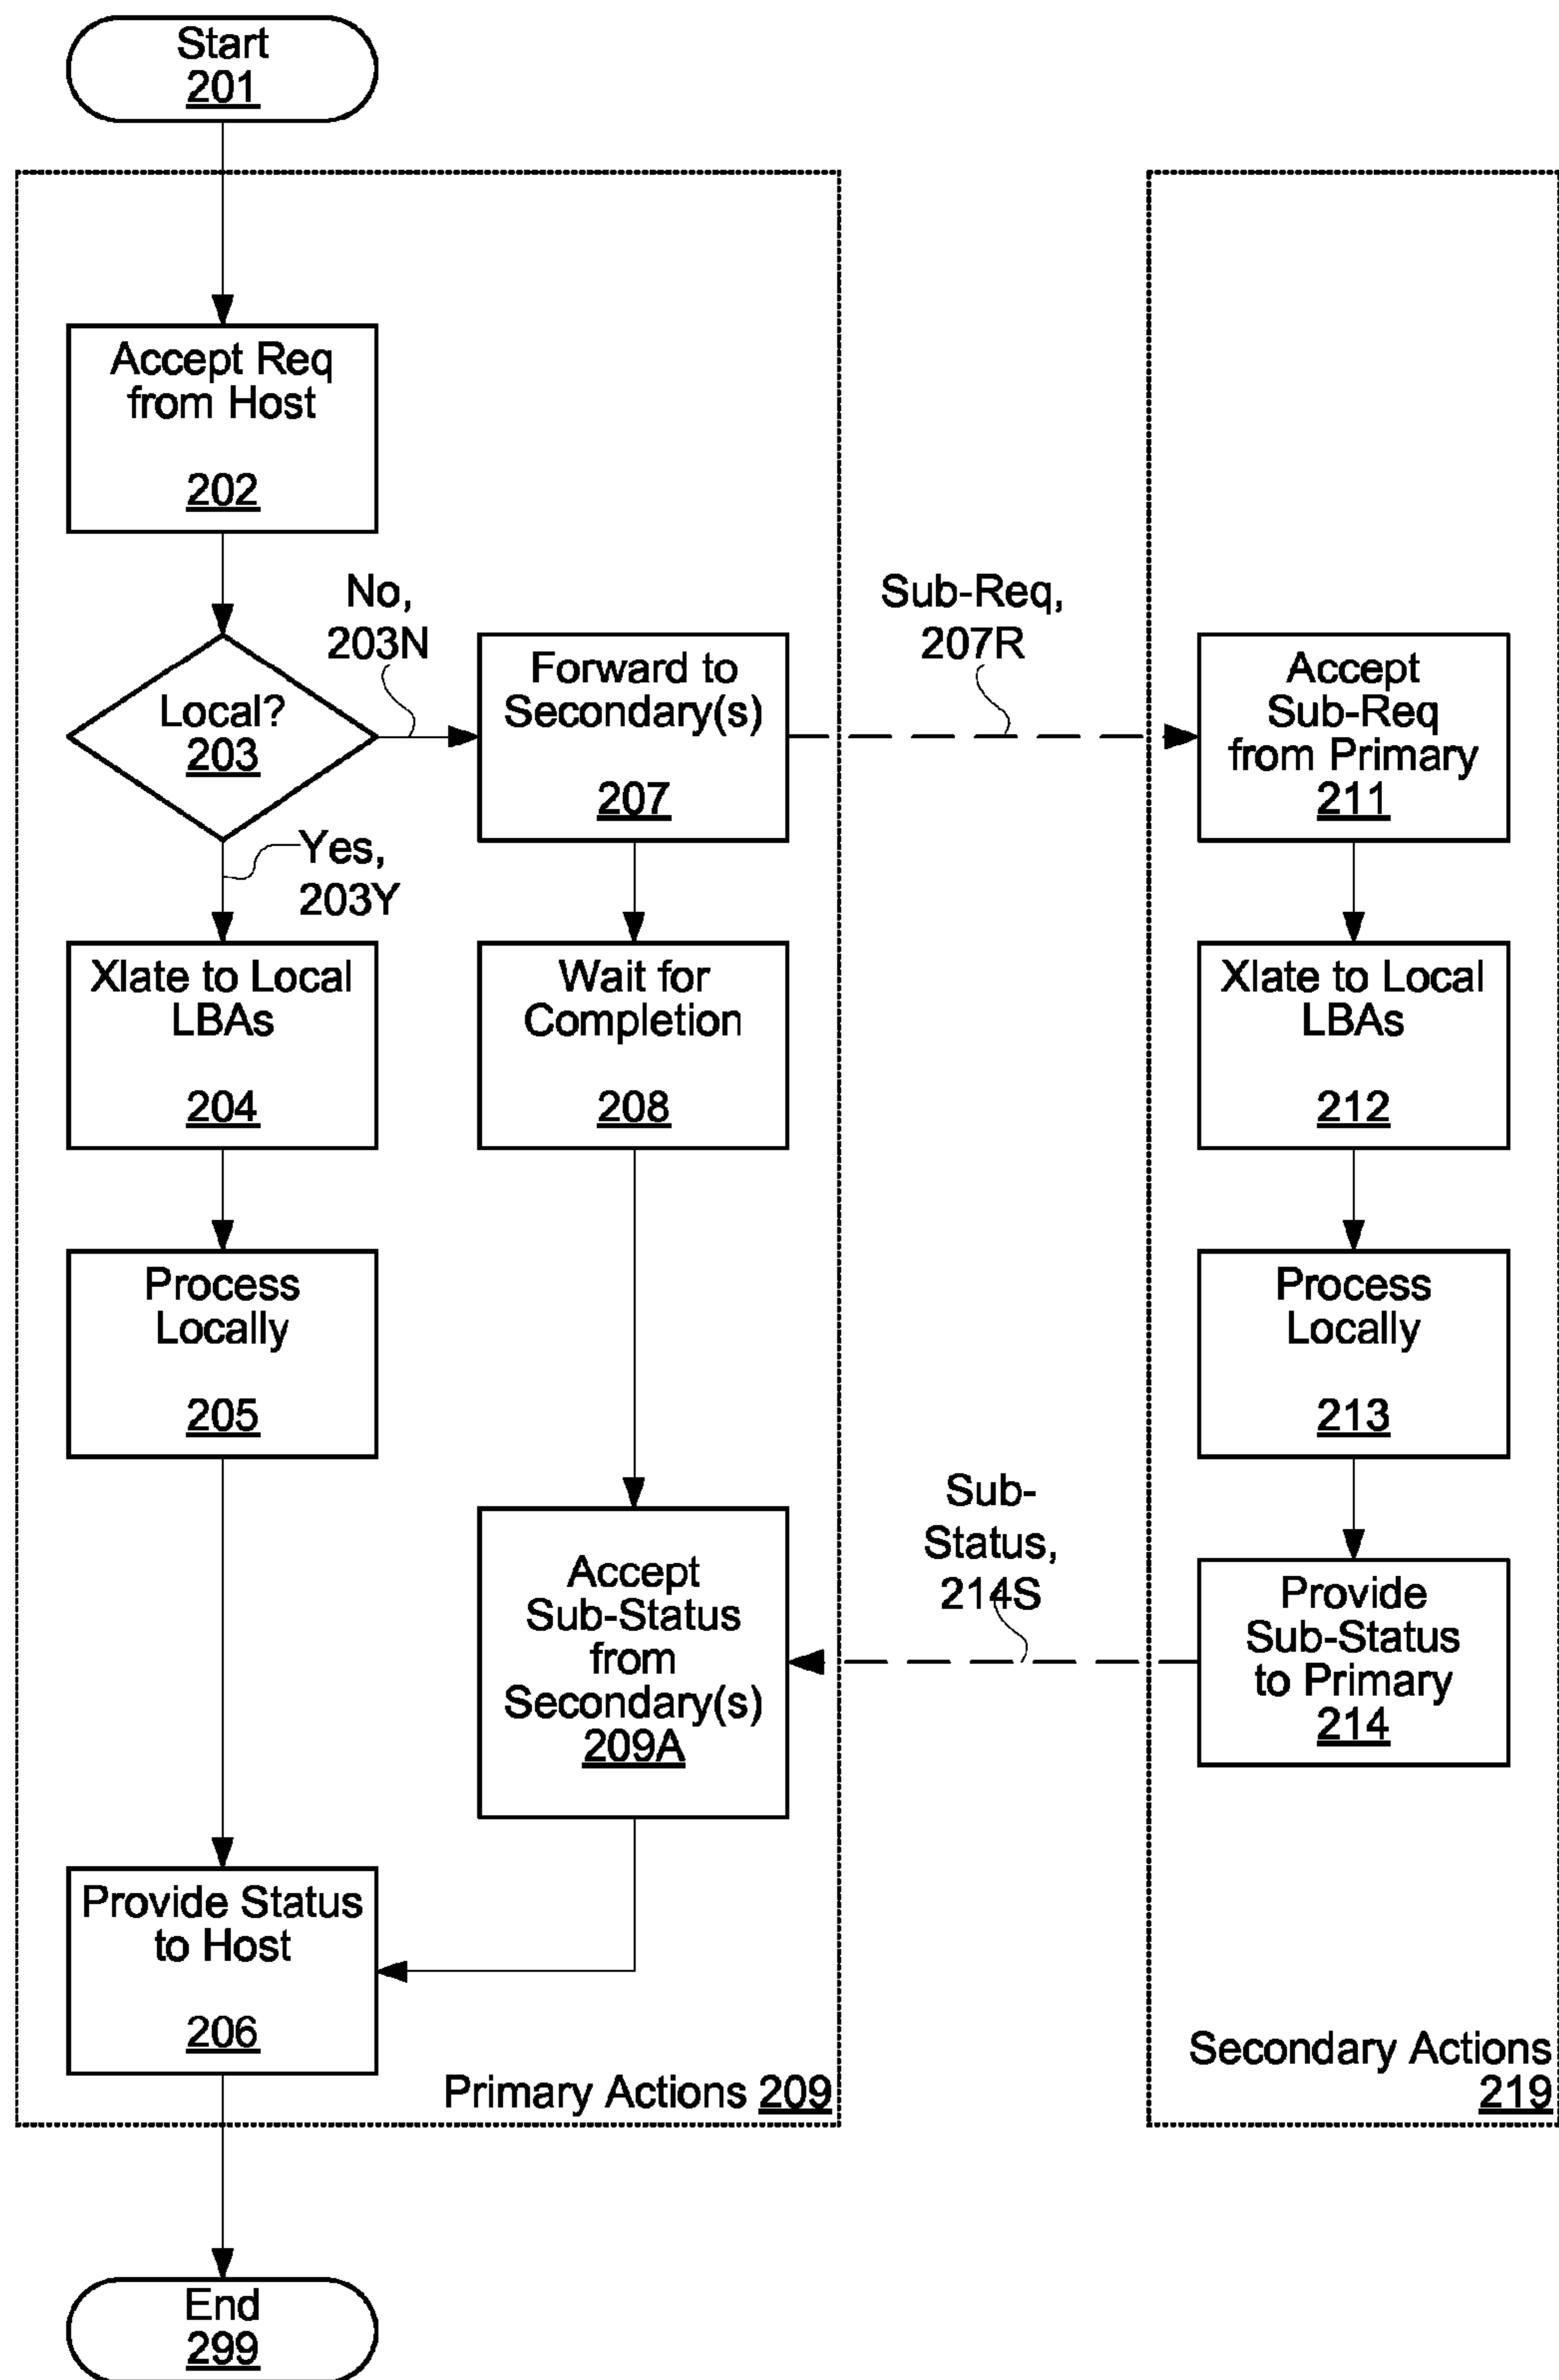 Start
201
Accept Req
from Host
202
No,
203N
Local?
203
Yes,
203Y
Forward to
Secondary(s)
207
Sub-Req,
207R
Accept
Sub-Req
from Primary
211
Xlate to Local
LBAs
204
Wait for
Completion
208
Xlate to Local
LBAs
212
Process
Locally
205
Process
Locally
213
Accept
Sub-Status
from
Secondary(s)
209A
Sub-
Status,
214S
Provide
Sub-Status
to Primary
214
Provide Status
to Host
206
Primary Actions 209
Secondary Actions
219
End
299